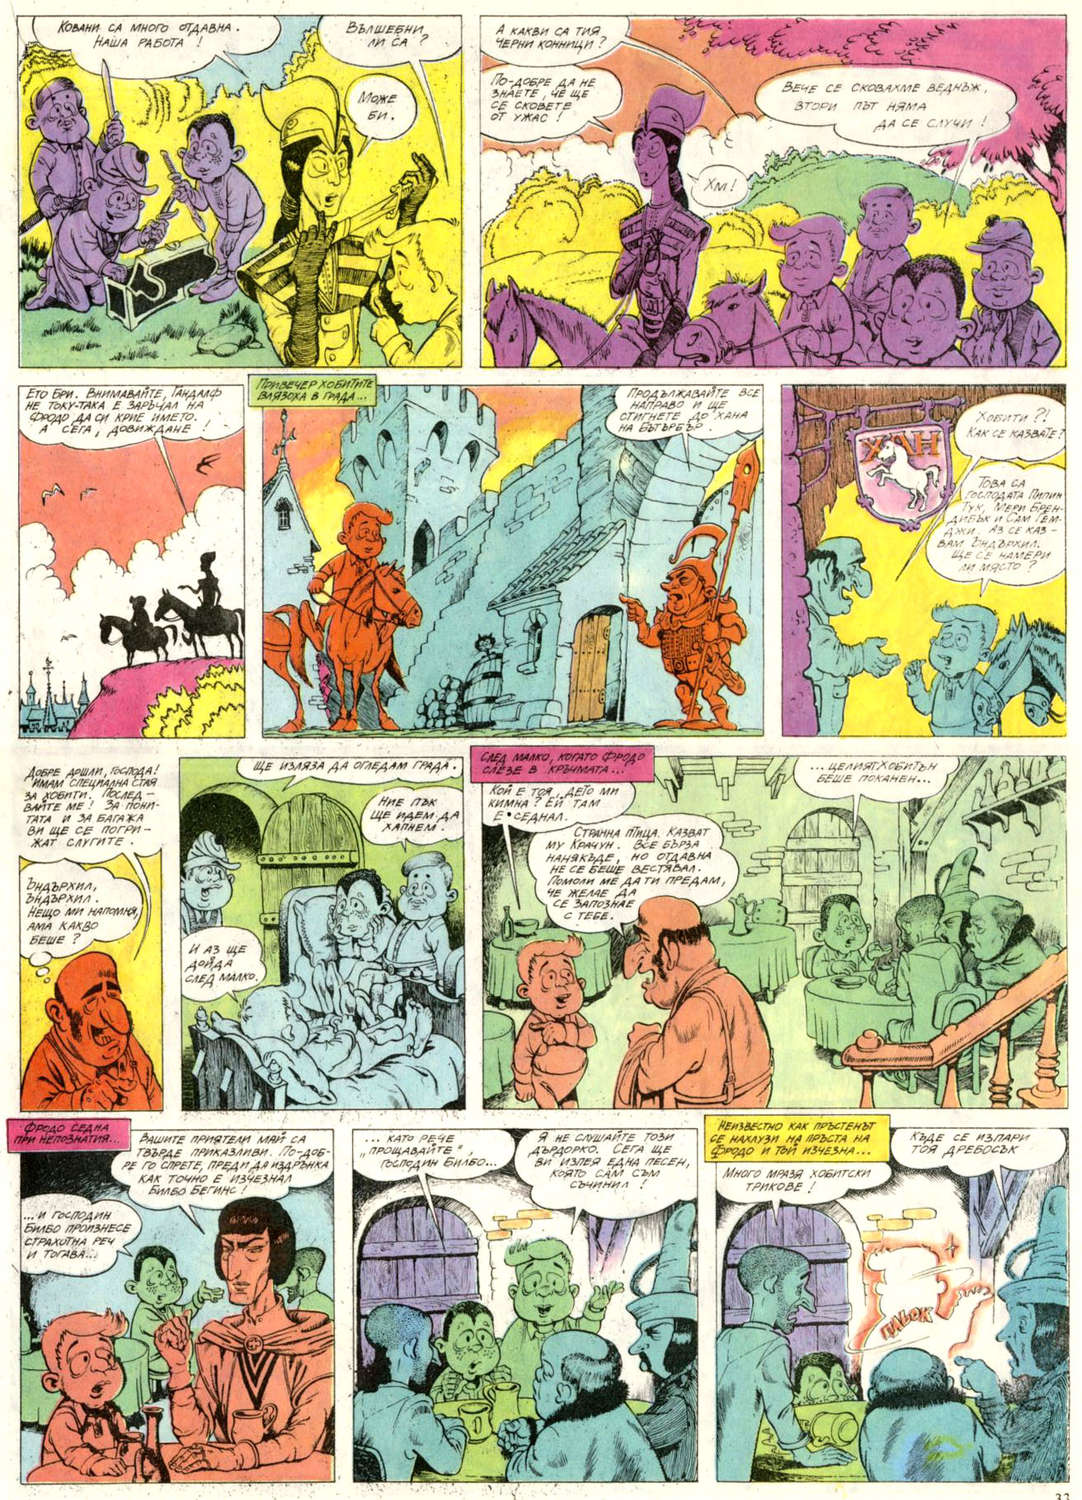 КОВАНИ СА МНОГО ОТДАВНА.
НАША РАБОТА!
ВЪЛШЕБНИ
ЛИ СА?
МОЖЕ
БИ.
А КАКВИ СА ТИЯ
ЧЕРНИ КОННИЦИ?
ПО-ДОБРЕ ДА НЕ
ЗНАЕТЕ, ЧЕ ЩЕ
СЕ СКОВЕТЕ
ОТ УЖАС!
ХМ!
ВЕЧЕ СЕ СКОВАХМЕ ВЕДНЪЖ,
ВТОРИ ПЪТ НЯМА
ДА СЕ СЛУЧИ!
ЕТО БРИ. ВНИМАВАЙТЕ, ГАНДАЛФ
НЕ ТОКУ-ТАКА Е ЗАРЪЧАЛ НА
ФРОДО ДА СИ КРИЕ ИМЕТО.
А СЕГА, ДОВИЖДАНЕ!
ПРИВЕЧЕР ХОБИТИТЕ
ВЛЯЗОХА В ГРАДА...
ПРОДЪЛЖАВАЙТЕ ВСЕ
НАПРАВО И ЩЕ
СТИГНЕТЕ ДО ХАНА
НА БЪТЪРБЪР.
ХАН
ХОБИТИ?!
КАК СЕ КАЗВАТЕ?
ТОВА СА
ГОСПОДАТА ПИПИН
ТУК, МЕРИ БРЕН-
ДИБЪК И САМ ГЕМ-
ДЖИ. АЗ СЕ КАЗ-
ВАМ ЪНДЪРХИЛ.
ЩЕ СЕ НАМЕРИ
ЛИ МЯСТО?
ДОБРЕ ДОШЛИ, ГОСПОДА!
ИМАМ СПЕЦИАЛНА СТАЯ
ЗА ХОБИТИ. ПОСЛЕД-
ВАЙТЕ МЕ! ЗА ПОНИ-
ТАТА И ЗА БАГАЖА
ВИ ЩЕ СЕ ПОГРИ-
ЖАТ СЛУГИТЕ.
ЪНДЪРХИЛ,
ЪНДЪРХИЛ.
НЕЩО МИ НАПОМНЯ,
АМА КАКВО
БЕШЕ?
ЩЕ ИЗЛЯЗА ДА ОГЛЕДАМ ГРАДА.
НИЕ ПЪК
ЩЕ ИДЕМ ДА
ХАПНЕМ.
И АЗ ЩЕ
ДОЙДА
СЛЕД МАЛКО.
СЛЕД МАЛКО, КОГАТО ФРОДО
СЛЕЗЕ В КРЪЧМАТА...
КОЙ Е ТОЯ, ДЕТО МИ
КИМНА? ЕЙ ТАМ
Е СЕДНАЛ.
СТРАННА ПТИЦА. КАЗВАТ
МУ КРАЧУН. ВСЕ БЪРЗА
НАНЯКЪДЕ, НО ОТДАВНА
НЕ СЕ БЕШЕ ВЕСТЯВАЛ.
ПОМОЛИ МЕ ДА ТИ ПРЕДАМ,
ЧЕ ЖЕЛАЕ ДА
СЕ ЗАПОЗНАЕ
С ТЕБЕ.
...ЦЕЛИЯТ ХОБИТЪН
БЕШЕ ПОКАНЕН...
ФРОДО СЕДНА
ПРИ НЕПОЗНАТИЯ...
ВАШИТЕ ПРИЯТЕЛИ МАЙ СА
ТВЪРДЕ ПРИКАЗЛИВИ. ПО-ДОБ-
РЕ ГО СПРЕТЕ, ПРЕДИ ДА ИЗДРЪНКА
КАК ТОЧНО Е ИЗЧЕЗНАЛ
БИЛБО БЕГИНС!
...И ГОСПОДИН
БИЛБО ПРОИЗНЕСЕ
СТРАХОТНА РЕЧ
И ТОГАВА...
...КАТО РЕЧЕ
„ПРОЩАВАЙТЕ",
ГОСПОДИН БИЛБО...
Я НЕ СЛУШАЙТЕ ТОЗИ
ДЪРДОРКО. СЕГА ЩЕ
ВИ ИЗПЕЯ ЕДНА ПЕСЕН,
КОЯТО САМ СЪМ
СЪЧИНИЛ!
НЕИЗВЕСТНО КАК ПРЪСТЕНЪТ
СЕ НАХЛУЗИ НА ПРЪСТА НА
ФРОДО И ТОЙ ИЗЧЕЗНА...
МНОГО МРАЗЯ ХОБИТСКИ
ТРИКОВЕ!
КЪДЕ СЕ ИЗПАРИ
ТОЯ ДРЕБОСЪК
ПЛЬОК
33